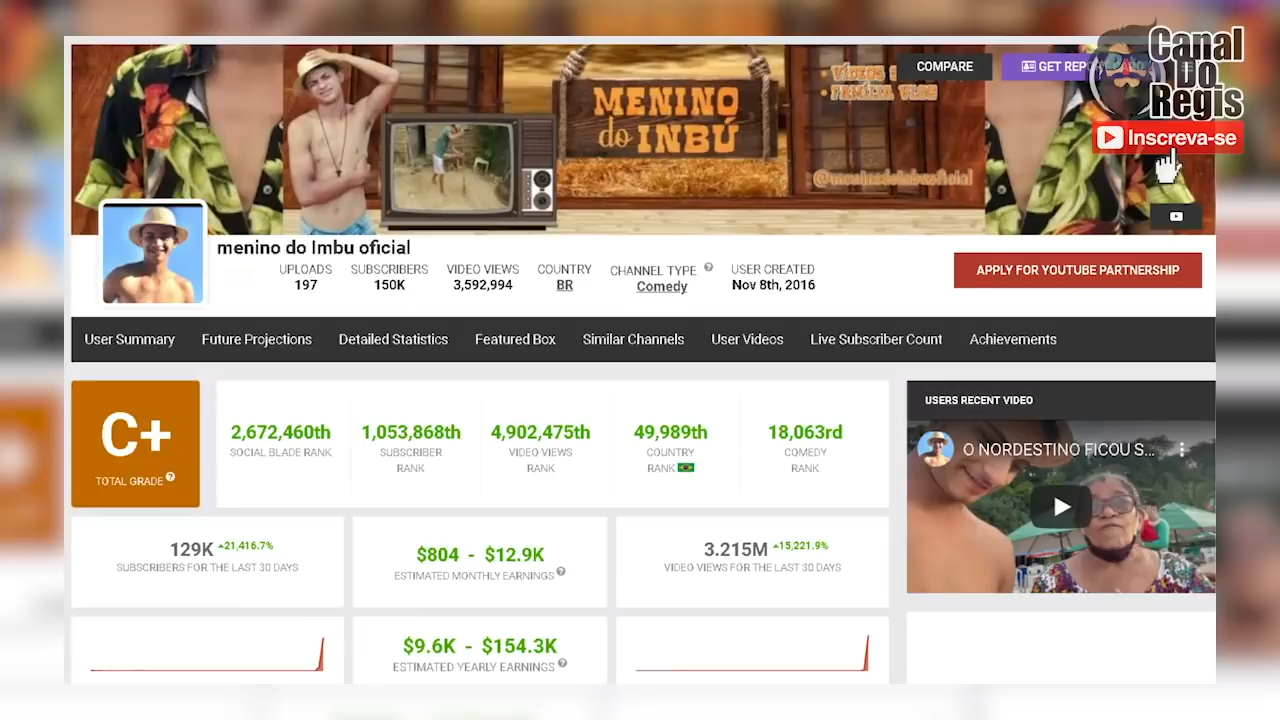 COMPARE
GET REP
Canal
Do
Regis
Inscreva-se
MENINO
do INBÚ
FAMILIA VLOG
menino do Imbu oficial
UPLOADS
197
SUBSCRIBERS
150K
VIDEO VIEWS
3,592,994
COUNTRY
BR
CHANNEL TYPE
Comedy
USER CREATED
Nov 8th, 2016
APPLY FOR YOUTUBE PARTNERSHIP
User Summary
Future Projections
Detailed Statistics
Featured Box
Similar Channels
User Videos
Live Subscriber Count
Achievements
C+
TOTAL GRADE
2,672,460th
SOCIAL BLADE RANK
1,053,868th
SUBSCRIBER
RANK
4,902,475th
VIDEO VIEWS
RANK
49,989th
COUNTRY
RANK
18,063rd
COMEDY
RANK
USERS RECENT VIDEO
O NORDESTINO FICOU S...
129K 21,416.7%
SUBSCRIBERS FOR THE LAST 30 DAYS
$804 - $12.9K
ESTIMATED MONTHLY EARNINGS
3.215M 15,221.9%
VIDEO VIEWS FOR THE LAST 30 DAYS
$9.6K - $154.3K
ESTIMATED YEARLY EARNINGS